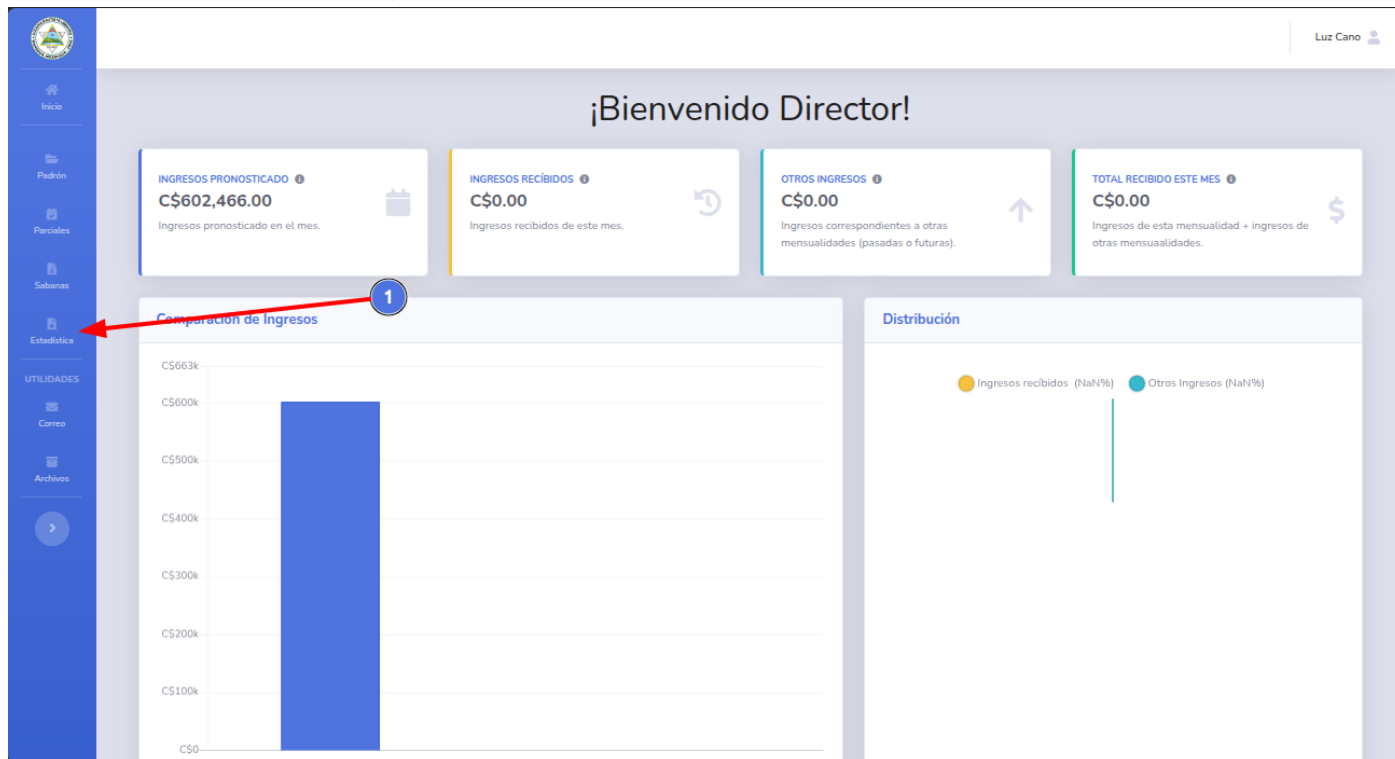 Luz Cano
Inicio
Padrón
Parciales
Sabanas
Estadística
UTILIDADES
Correo
Archivos
¡Bienvenido Director!
INGRESOS PRONOSTICADO
C$602,466.00
Ingresos pronosticado en el mes.
INGRESOS RECÍBIDOS
C$0.00
Ingresos recibidos de este mes.
OTROS INGRESOS
C$0.00
Ingresos correspondientes a otras
mensualidades (pasadas o futuras).
TOTAL RECIBIDO ESTE MES
C$0.00
Ingresos de esta mensualidad + ingresos de
otras mensuaalidades.
1
Comparación de Ingresos
C$663k
C$600k
C$500k
C$400k
C$300k
C$200k
C$100k
C$0
Distribución
Ingresos recíbidos (NaN%)
Otros Ingresos (NaN%)